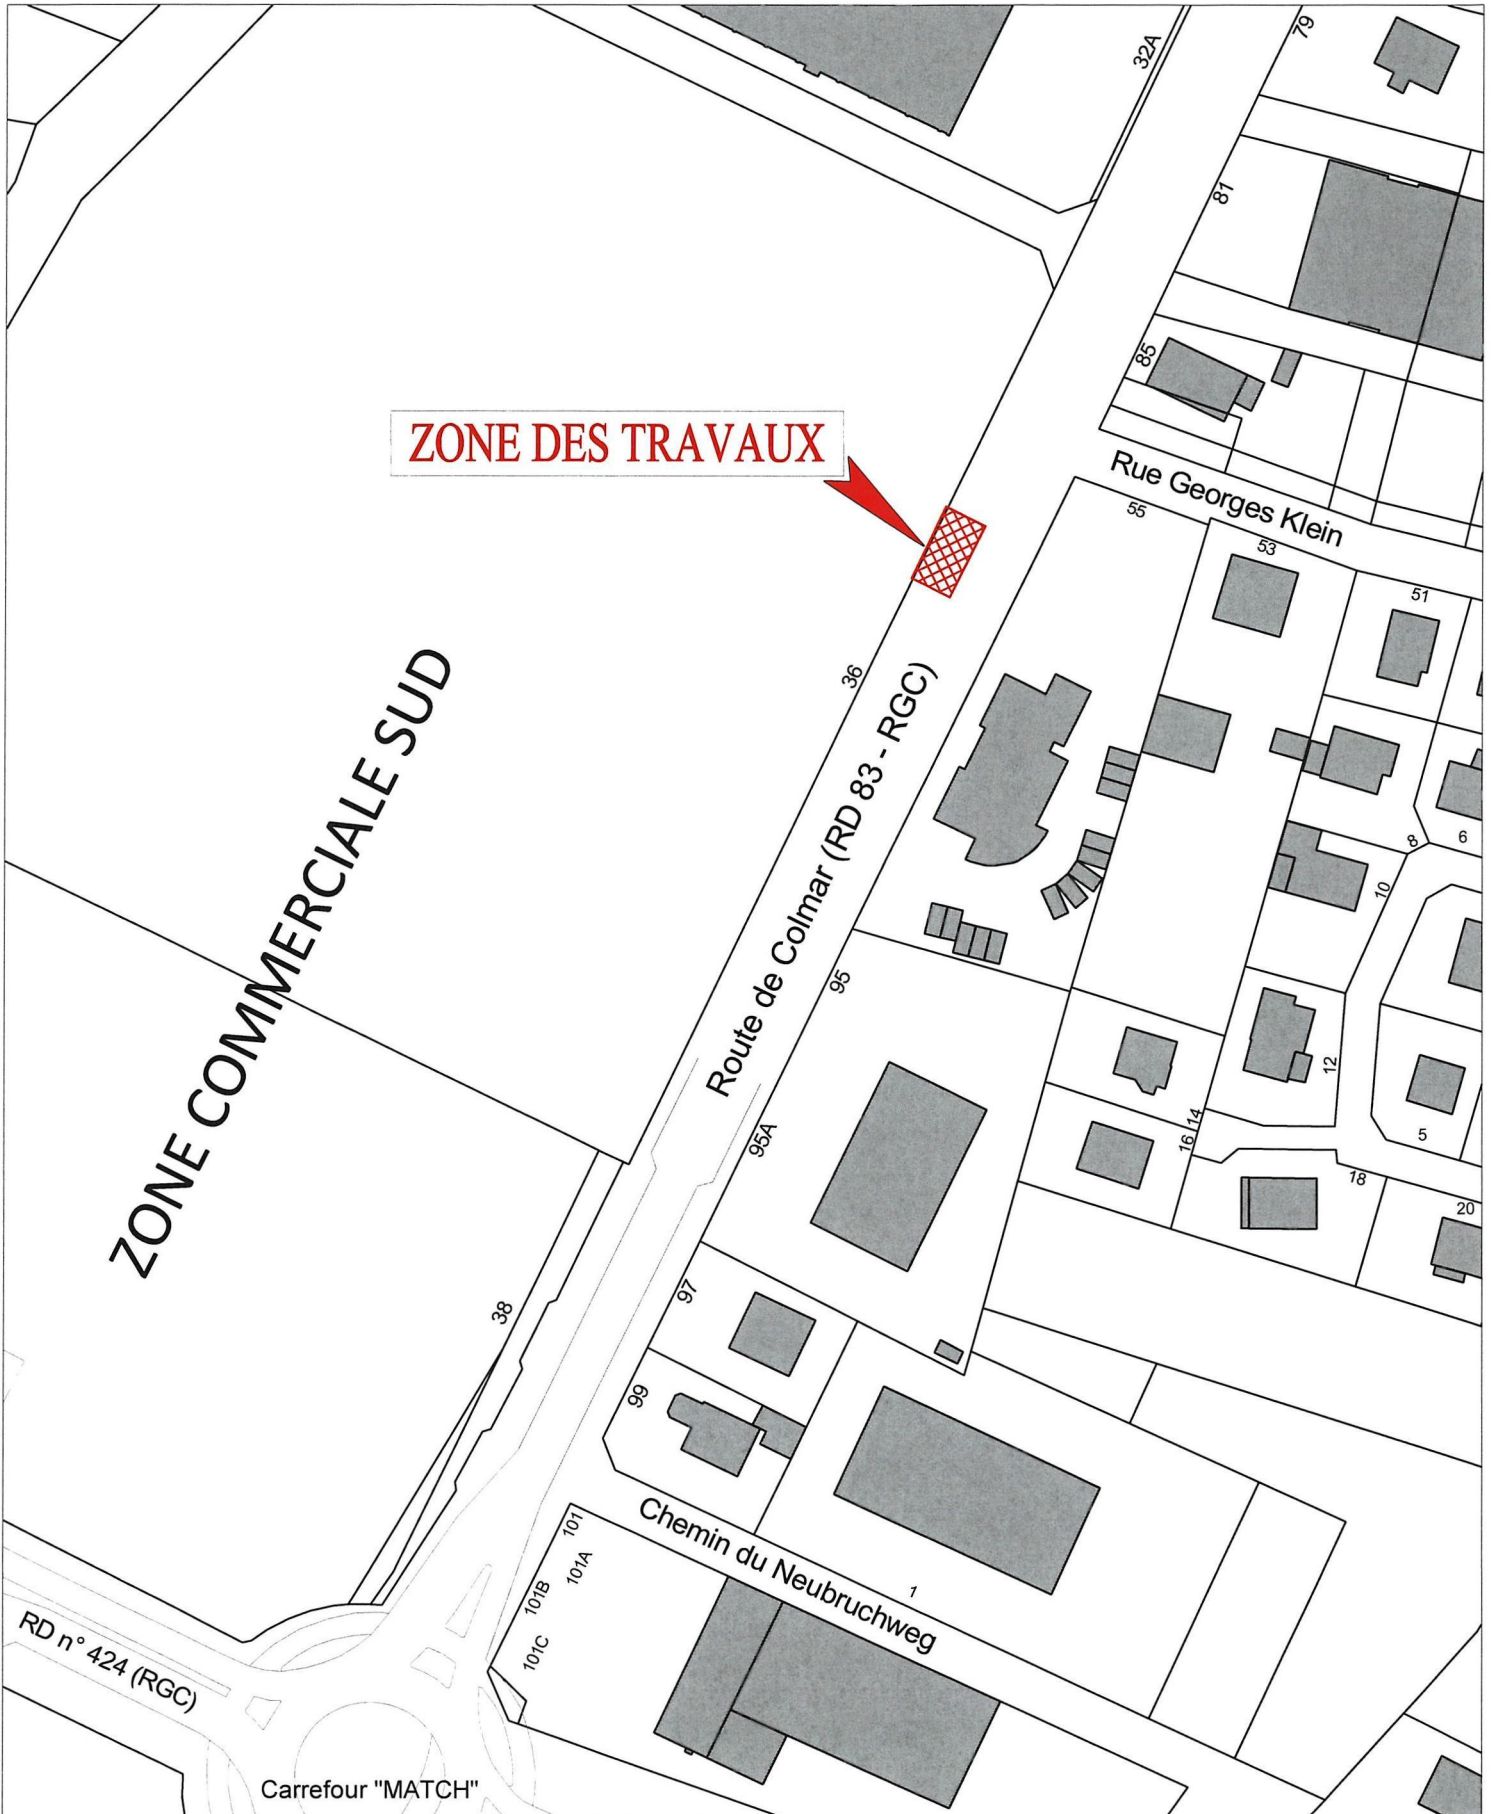 79
32A
81
85
ZONE DES TRAVAUX
Rue Georges Klein
55
53
51
36
ZONE COMMERCIALE SUD
Route de Colmar (RD 83 - RGC)
8
6
10
95
12
14
16
95A
5
18
20
97
38
99
101
101A
Chemin du Neubruchweg
1
101B
101C
RD n° 424 (RGC)
Carrefour "MATCH"